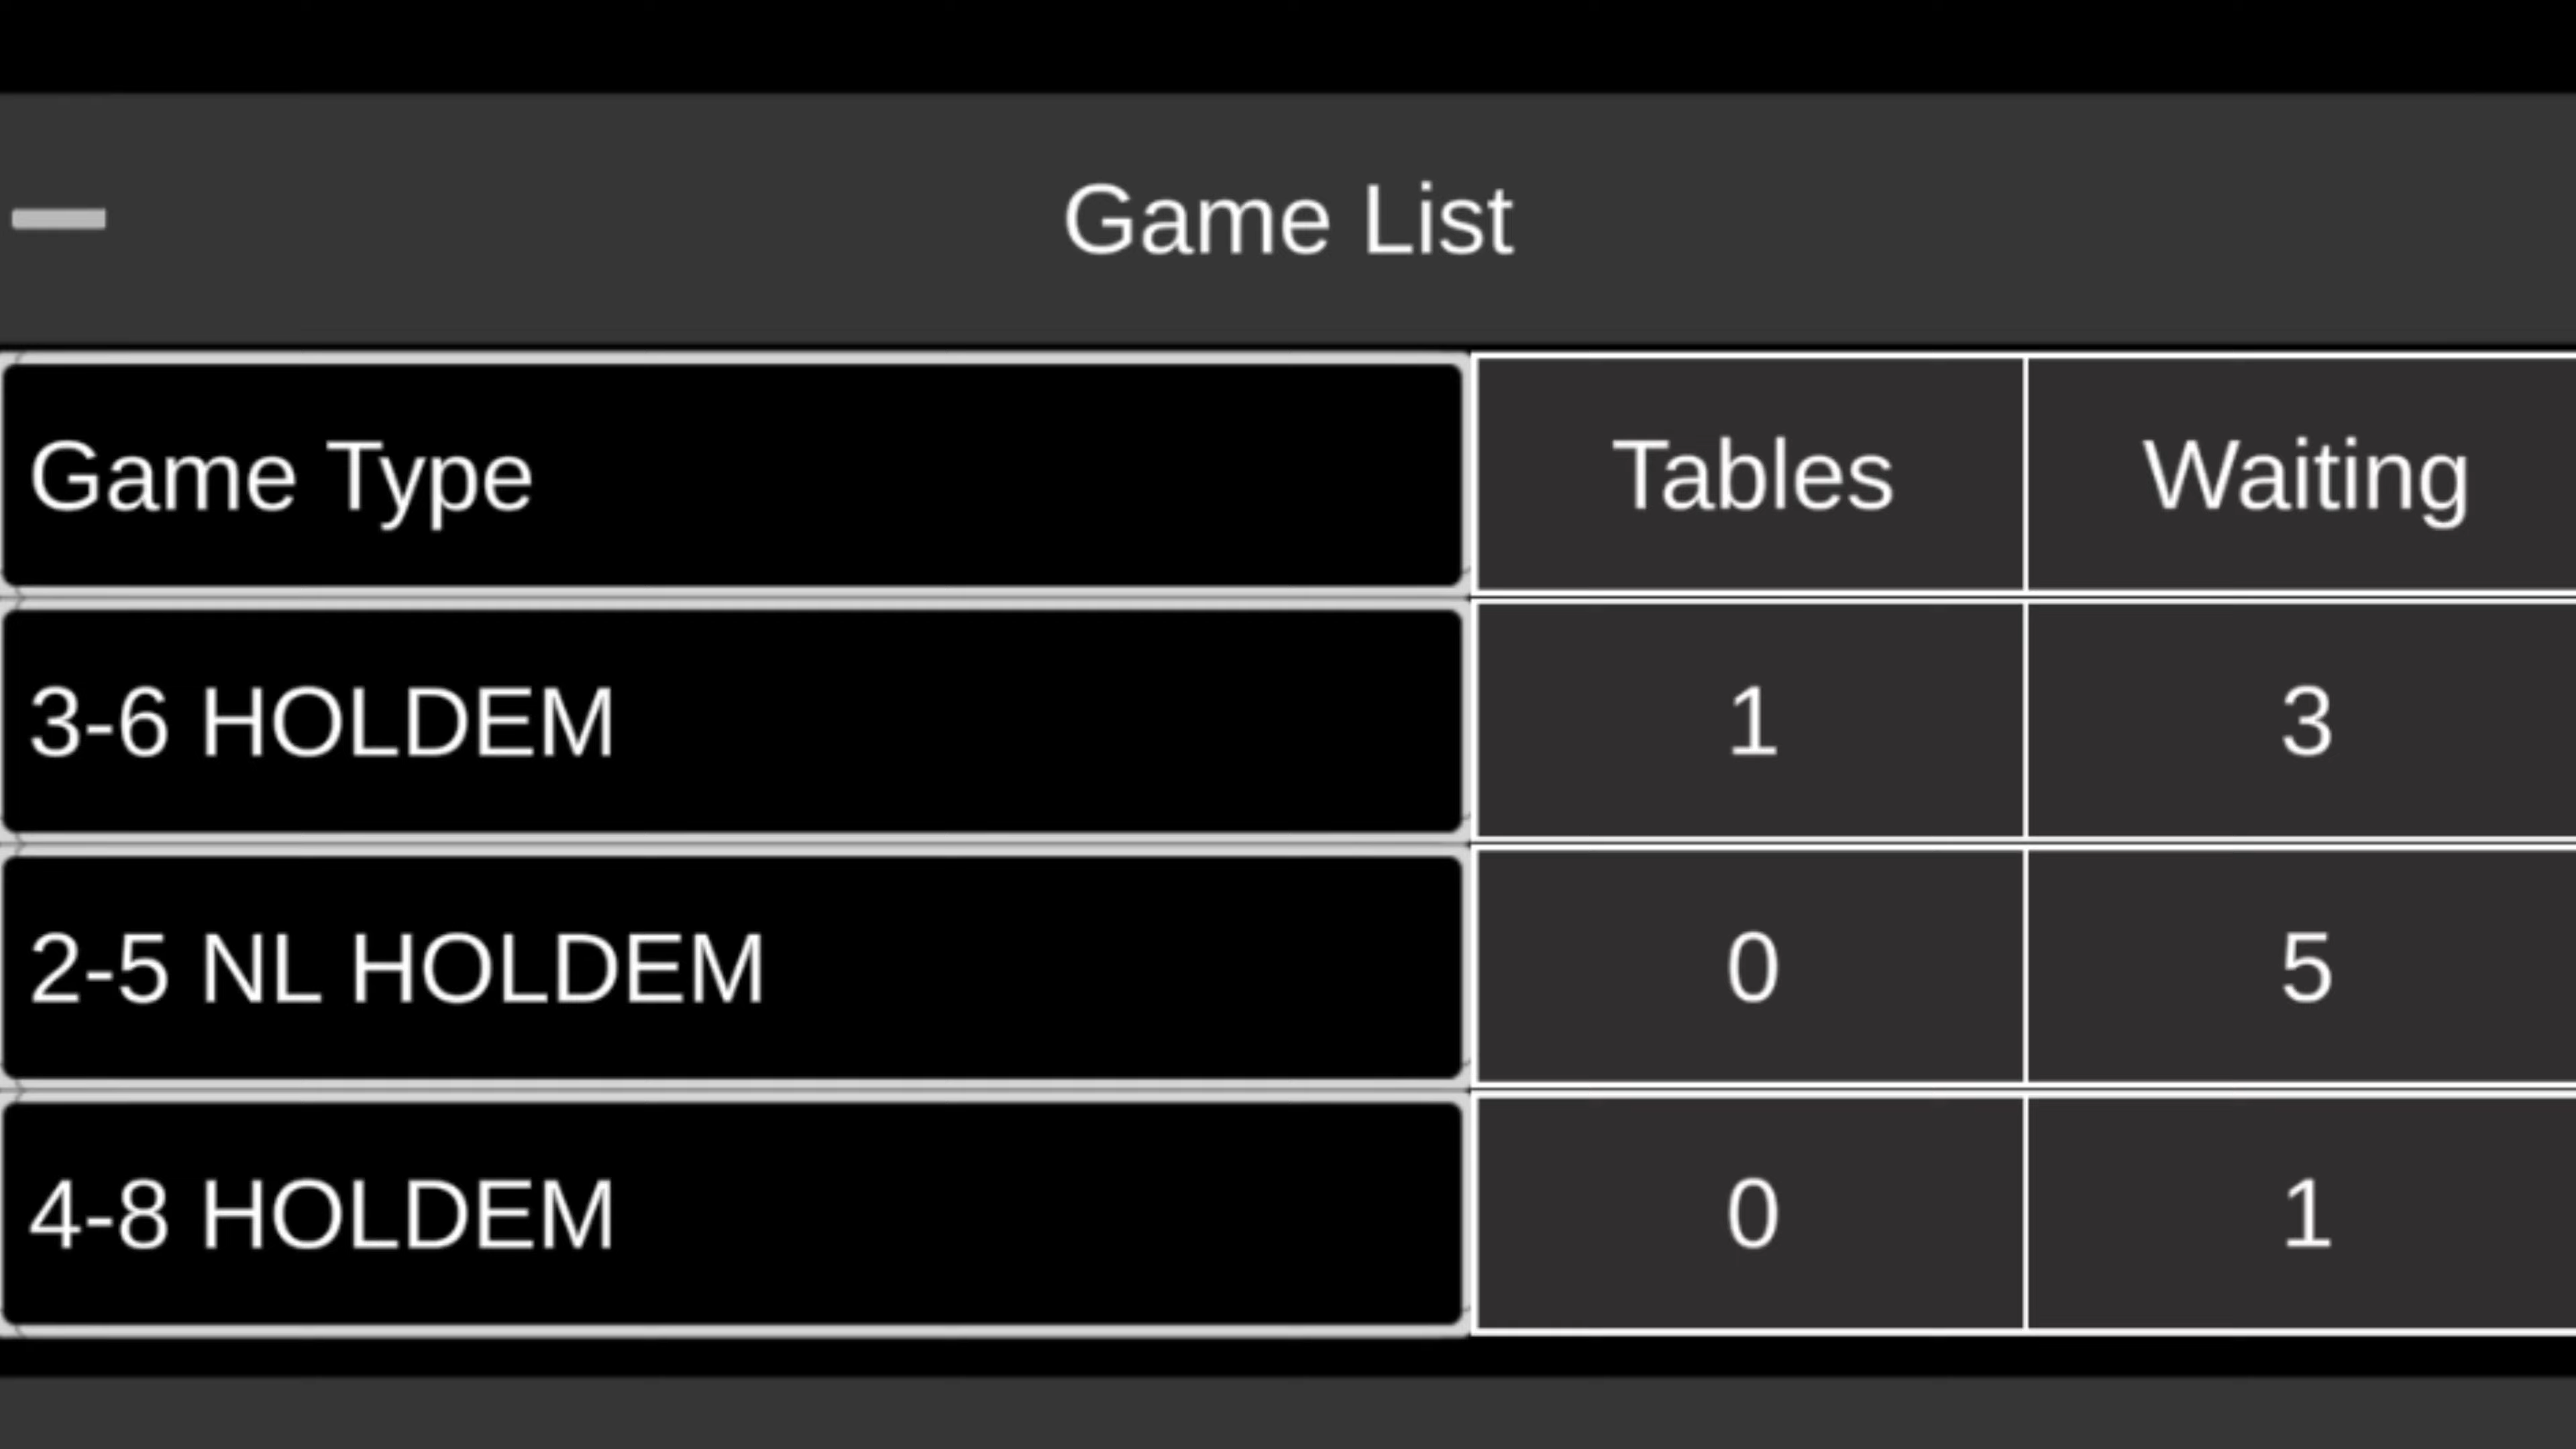 Game List
Game Type Tables Waiting
3-6 HOLDEM 1 3
2-5 NL HOLDEM 0 5
4-8 HOLDEM 0 1